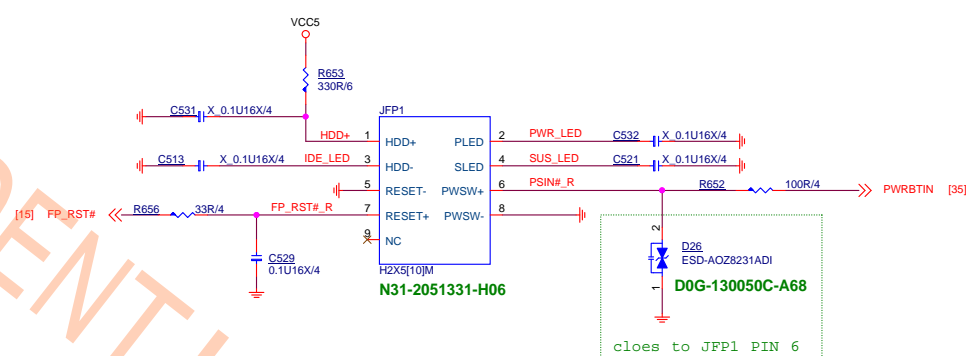 VCC5
R653
330R/6
C531 X_0.1U16X/4
JFP1
HDD+ 1 HDD+ PLED 2 PWR_LED C532 X_0.1U16X/4
C513 X_0.1U16X/4 IDE_LED 3 HDD- SLED 4 SUS_LED C521 X_0.1U16X/4
5 RESET- PWSW+ 6 PSIN#_R R652 100R/4 PWRBTIN [35]
[15] FP_RST# R656 33R/4 FP_RST#_R 7 RESET+ PWSW- 8
9 NC
C529
0.1U16X/4
H2X5[10]M
N31-2051331-H06
2
D26
ESD-AOZ8231ADI
1 D0G-130050C-A68
cloes to JFP1 PIN 6
DENTI